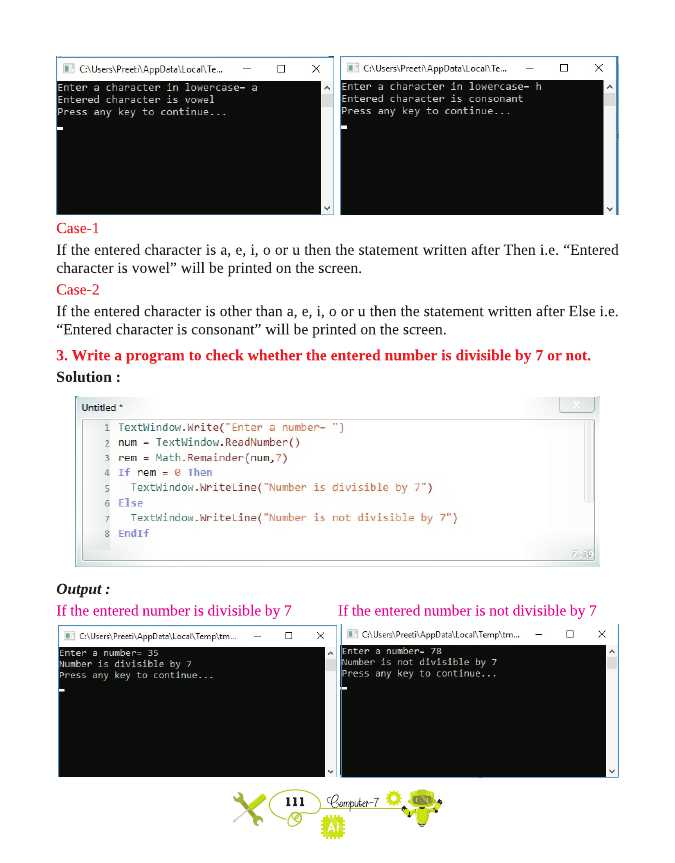 C:\Users\Preeti\AppData\Local\Te...
Enter a character in lowercase= a
Entered character is vowel
Press any key to continue...
C:\Users\Preeti\AppData\Local\Te...
Enter a character in lowercase= h
Entered character is consonant
Press any key to continue...
Case-1
If the entered character is a, e, i, o or u then the statement written after Then i.e. “Entered
character is vowel” will be printed on the screen.
Case-2
If the entered character is other than a, e, i, o or u then the statement written after Else i.e.
“Entered character is consonant” will be printed on the screen.
3. Write a program to check whether the entered number is divisible by 7 or not.
Solution :
Untitled *
1 TextWindow.Write("Enter a number= ")
2 num = TextWindow.ReadNumber()
3 rem = Math.Remainder(num,7)
4 If rem = 0 Then
5 TextWindow.WriteLine("Number is divisible by 7")
6 Else
7 TextWindow.WriteLine("Number is not divisible by 7")
8 EndIf
7,39
Output :
If the entered number is divisible by 7
If the entered number is not divisible by 7
C:\Users\Preeti\AppData\Local\Temp\tm...
Enter a number= 35
Number is divisible by 7
Press any key to continue...
C:\Users\Preeti\AppData\Local\Temp\tm...
Enter a number= 78
Number is not divisible by 7
Press any key to continue...
111
Computer-7
AI